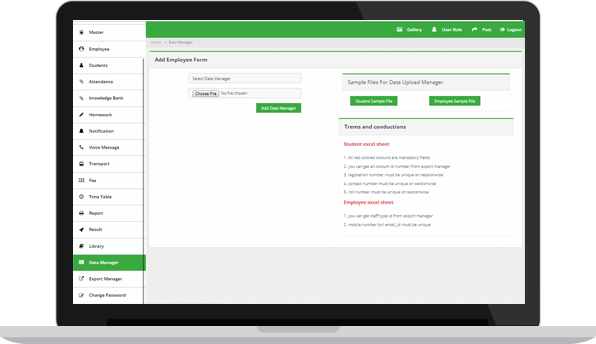 Gallery
User Role
Post
Logout
Master
Employee
Students
Attendance
knowledge Bank
Homework
Notification
Voice Message
Transport
Fee
Time Table
Report
Result
Library
Data Manager
Export Manager
Change Password
Home > Data Manager
Add Employee Form
Select Data Manager
Choose File No file chosen
Add Data Manager
Sample Files For Data Upload Manager
Student Sample File
Employee Sample File
Trems and conductions
Student excel sheet
1. All red colored colours are mandatory fields
2. you can get all coloum id number from export manager
3. registation number must be unique on sectionwise
4. contact number must be unique on sectionwise
5. roll number must be unique on sectionwise
Employee excel sheet
1. you can get staff type id from export manager
2. mobile number (or) email_id must be unique